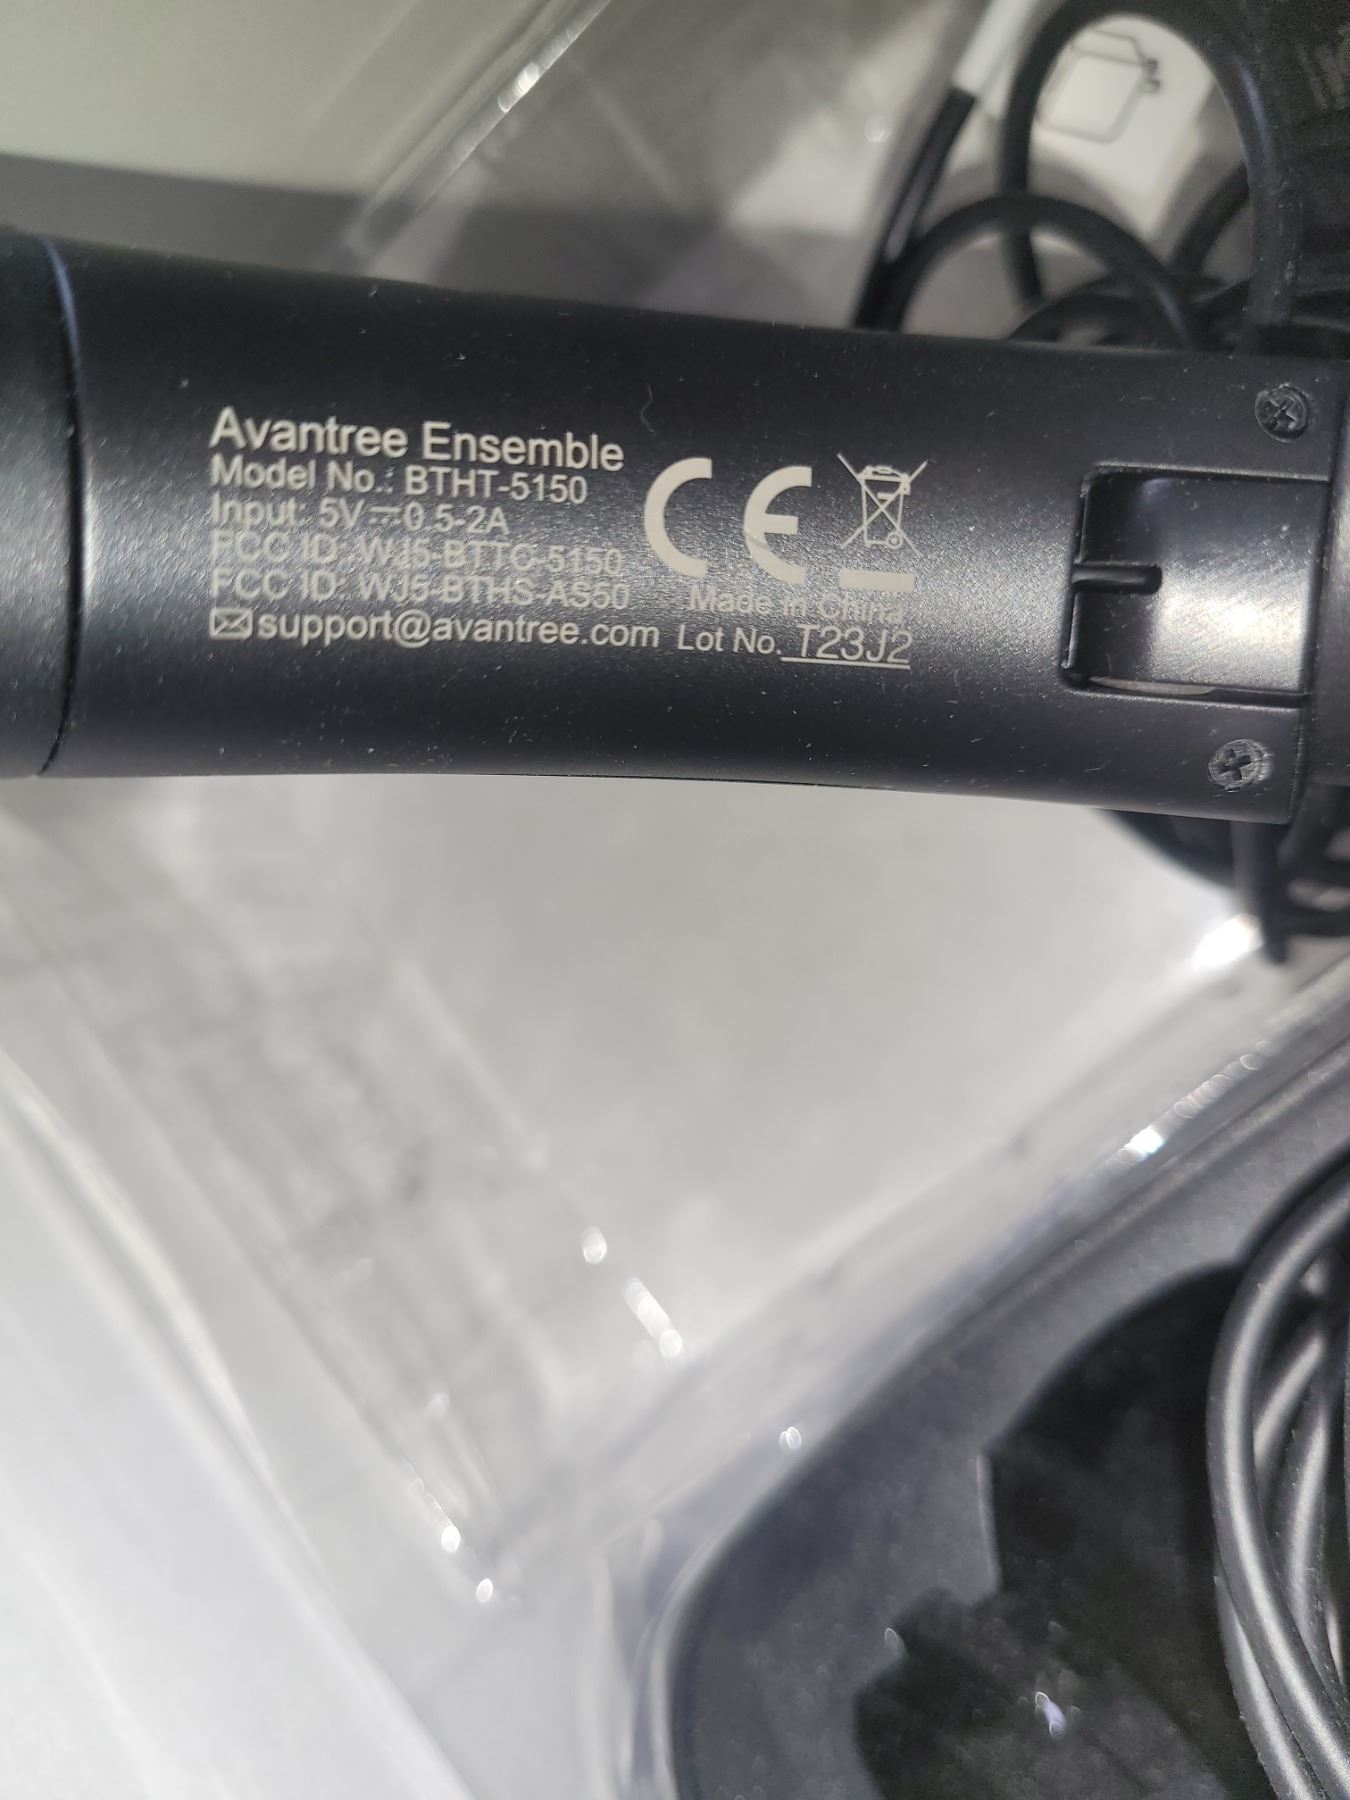 Avantree Ensemble
Model No.: BTHT-5150
Input: 5V⎓0.5-2A
FCC ID: WJ5-BTTC-5150
FCC ID: WJ5-BTHS-AS50
support@avantree.com
CE
Made in China
Lot No. T23J2